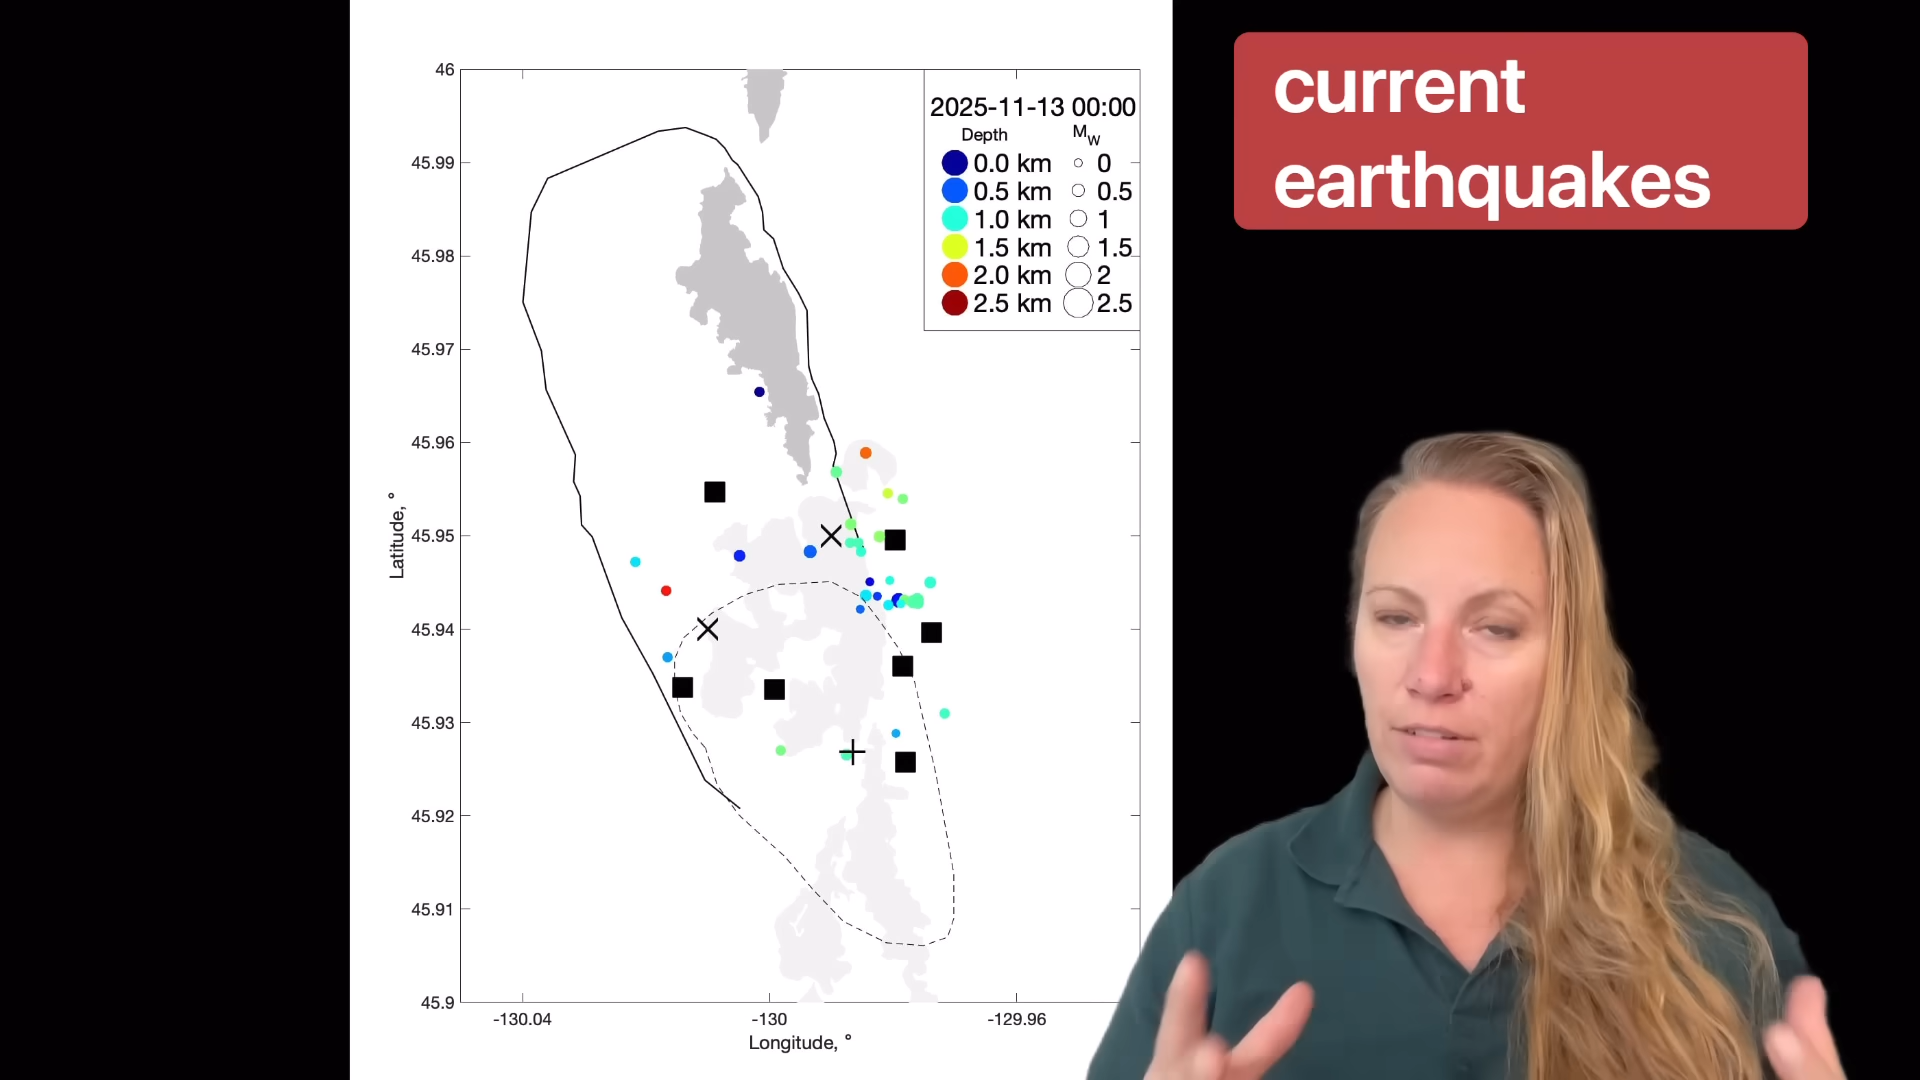 current
earthquakes
2025-11-13 00:00
Depth M_W
0.0 km 0
0.5 km 0.5
1.0 km 1
1.5 km 1.5
2.0 km 2
2.5 km 2.5
46
45.99
45.98
45.97
45.96
45.95
45.94
45.93
45.92
45.91
45.9
Latitude, °
-130.04 -130 -129.96
Longitude, °